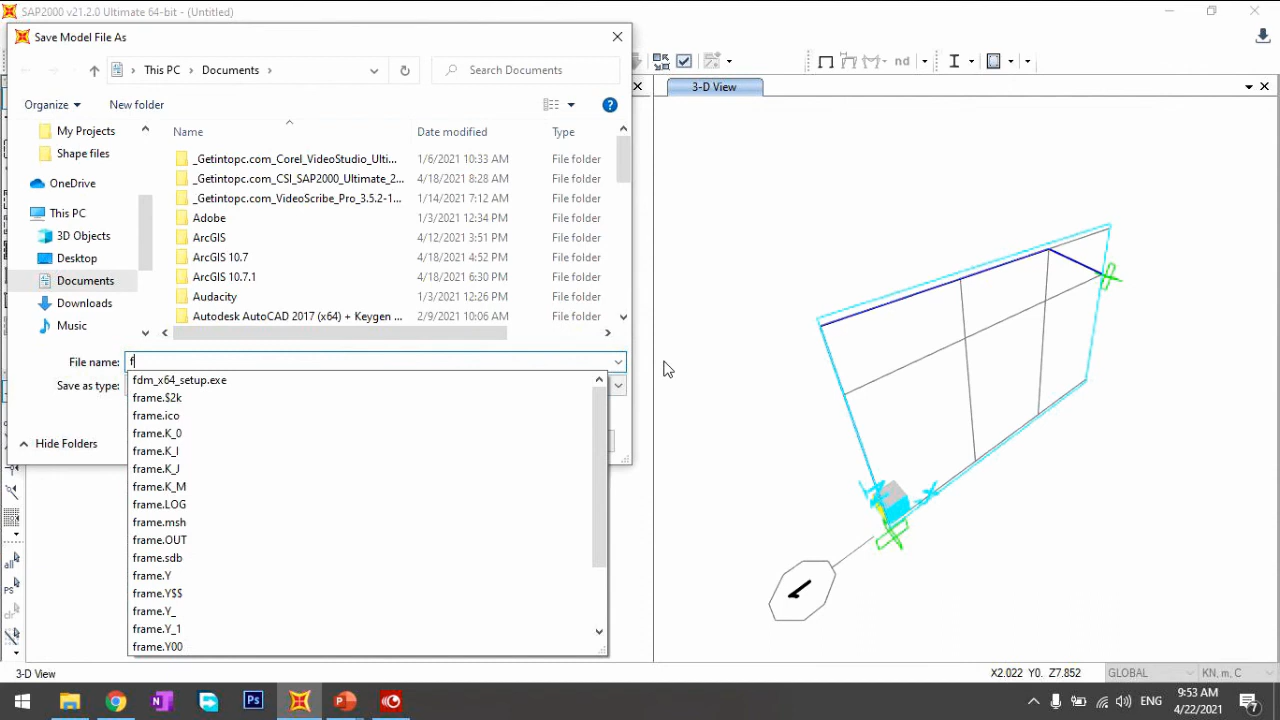 SAP2000 v21.2.0 Ultimate 64-bit - (Untitled)
Save Model File As
This PC > Documents >
Search Documents
Organize
New folder
nd
3-D View
My Projects
Shape files
OneDrive
This PC
3D Objects
Desktop
Documents
Downloads
Music
Name Date modified Type
_Getintopc.com_Corel_VideoStudio_Ulti... 1/6/2021 10:33 AM File folder
_Getintopc.com_CSI_SAP2000_Ultimate_2... 4/18/2021 8:28 AM File folder
_Getintopc.com_VideoScribe_Pro_3.5.2-1... 1/14/2021 7:12 AM File folder
Adobe 1/3/2021 12:34 PM File folder
ArcGIS 4/12/2021 3:51 PM File folder
ArcGIS 10.7 4/18/2021 4:52 PM File folder
ArcGIS 10.7.1 4/18/2021 6:30 PM File folder
Audacity 1/3/2021 12:26 PM File folder
Autodesk AutoCAD 2017 (x64) + Keygen ... 2/9/2021 10:06 AM File folder
File name: f
Save as type:
Hide Folders
fdm_x64_setup.exe
frame.$2k
frame.ico
frame.K_0
frame.K_I
frame.K_J
frame.K_M
frame.LOG
frame.msh
frame.OUT
frame.sdb
frame.Y
frame.Y$$
frame.Y_
frame.Y_1
frame.Y00
all
PS
clr
1
3-D View
X2.022 Y0. Z7.852
GLOBAL
KN, m, C
Ps
ENG
9:53 AM
4/22/2021
7